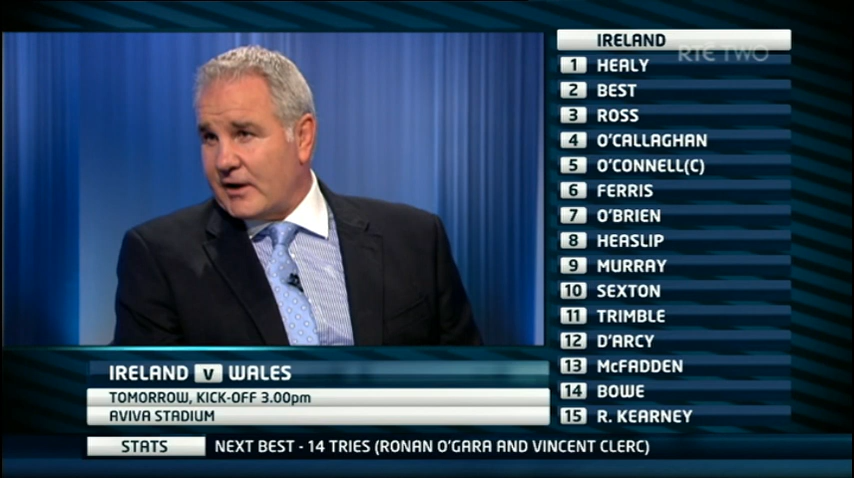 IRELAND
RTÉ TWO
1 HEALY
2 BEST
3 ROSS
4 O'CALLAGHAN
5 O'CONNELL(C)
6 FERRIS
7 O'BRIEN
8 HEASLIP
9 MURRAY
10 SEXTON
11 TRIMBLE
12 D'ARCY
13 McFADDEN
14 BOWE
15 R. KEARNEY
IRELAND V WALES
TOMORROW, KICK-OFF 3.00pm
AVIVA STADIUM
STATS NEXT BEST - 14 TRIES (RONAN O'GARA AND VINCENT CLERC)